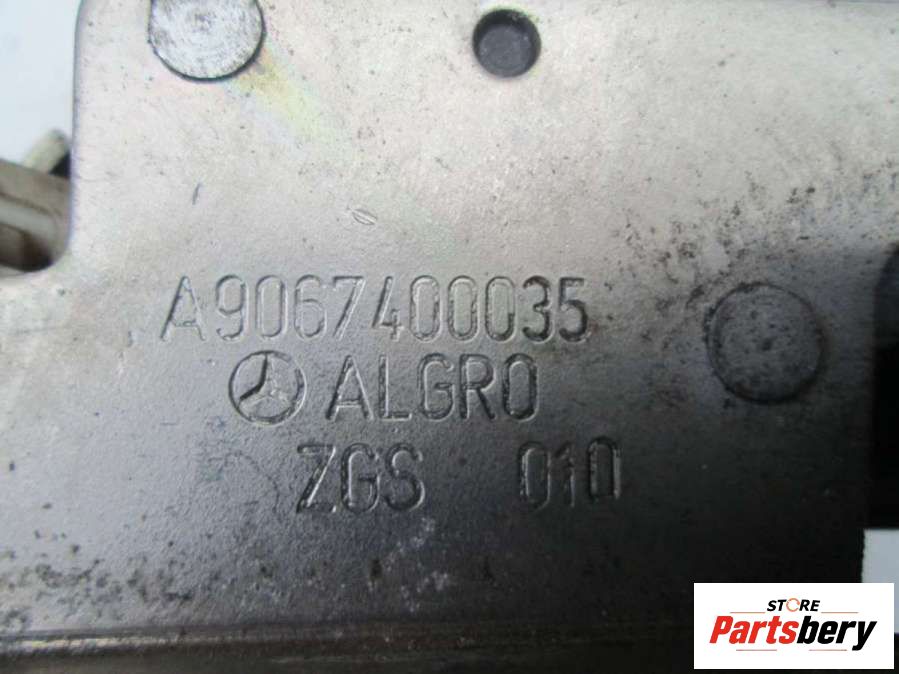 A9067400035
ALGRO
ZGS 010
STORE
Partsbery